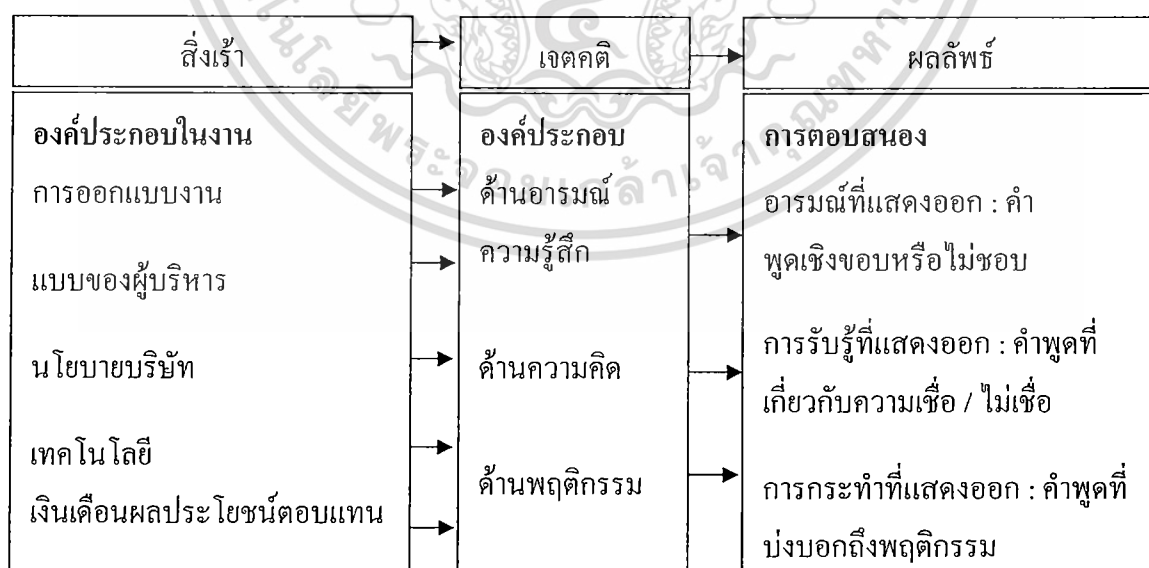 สิ่งเร้า
เจตคติ
ผลลัพธ์
องค์ประกอบในงาน
การออกแบบงาน
แบบของผู้บริหาร
นโยบายบริษัท
เทคโนโลยี
เงินเดือนผลประโยชน์ตอบแทน
องค์ประกอบ
ด้านอารมณ์
ความรู้สึก
ด้านความคิด
ด้านพฤติกรรม
การตอบสนอง
อารมณ์ที่แสดงออก : คำ
พูดเชิงขอบหรือไม่ชอบ
การรับรู้ที่แสดงออก : คำพูดที่
เกี่ยวกับความเชื่อ / ไม่เชื่อ
การกระทำที่แสดงออก : คำพูดที่
บ่งบอกถึงพฤติกรรม